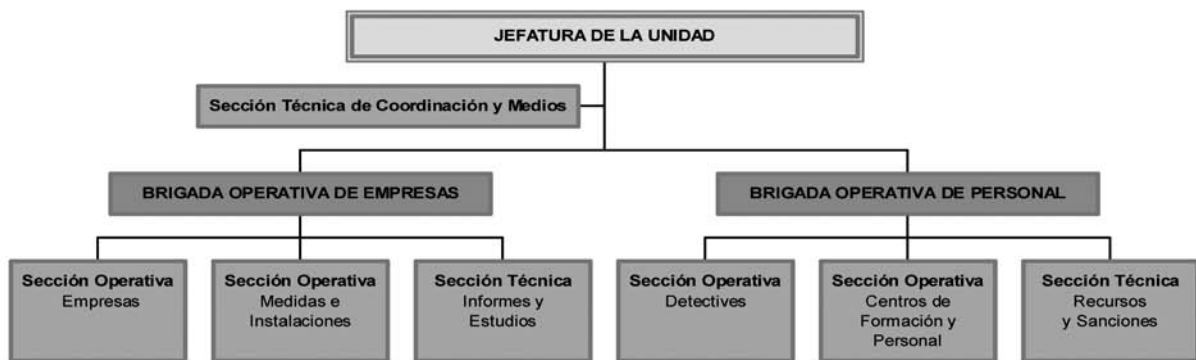 JEFATURA DE LA UNIDAD
Sección Técnica de Coordinación y Medios
BRIGADA OPERATIVA DE EMPRESAS
BRIGADA OPERATIVA DE PERSONAL
Sección Operativa
Empresas
Sección Operativa
Medidas e
Instalaciones
Sección Técnica
Informes y
Estudios
Sección Operativa
Detectives
Sección Operativa
Centros de
Formación y
Personal
Sección Técnica
Recursos
y Sanciones